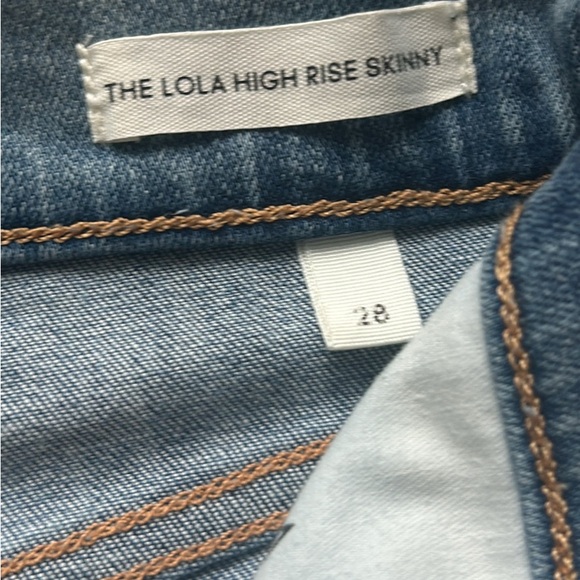 THE LOLA HIGH RISE SKINNY
28